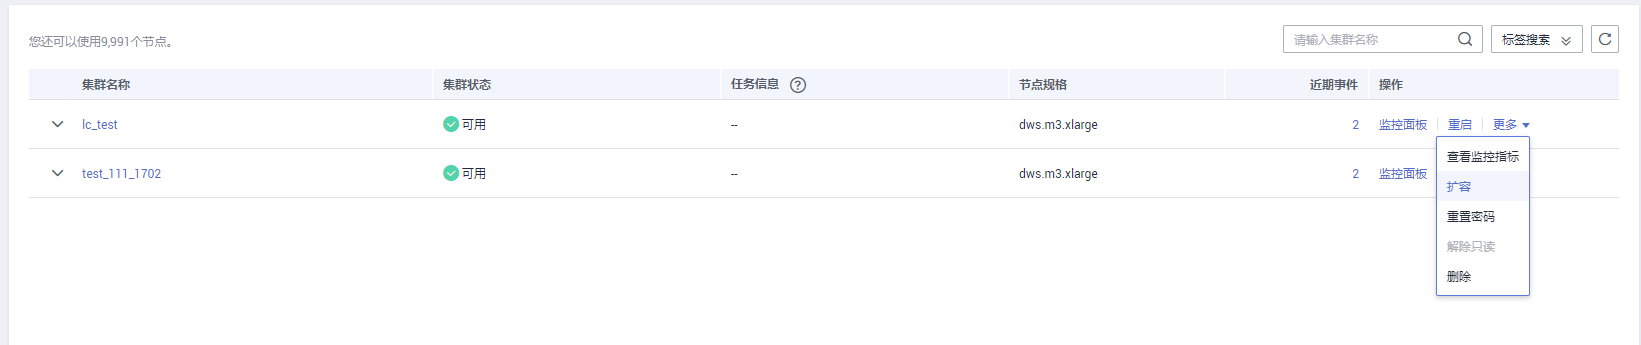 您还可以使用9,991个节点。
请输入集群名称
标签搜索
集群名称 集群状态 任务信息 ? 节点规格 近期事件 操作
lc_test 可用 -- dws.m3.xlarge 2 监控面板 重启 更多
test_111_1702 可用 -- dws.m3.xlarge 2 监控面板
查看监控指标
扩容
重置密码
解除只读
删除